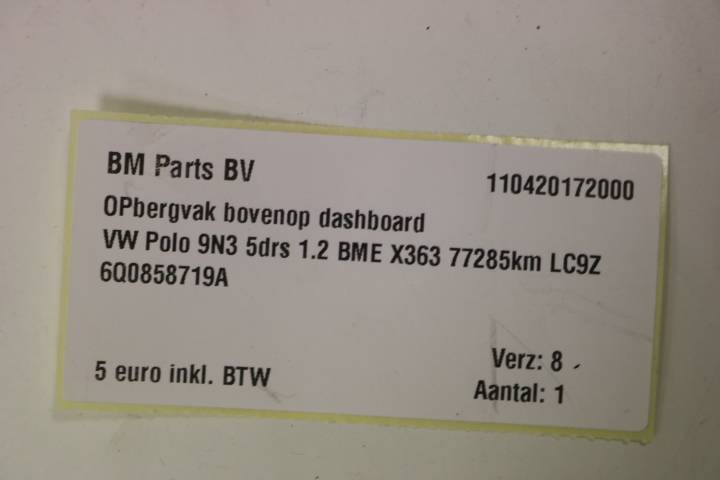 BM Parts BV
110420172000
OPbergvak bovenop dashboard
VW Polo 9N3 5drs 1.2 BME X363 77285km LC9Z
6Q0858719A
5 euro inkl. BTW
Verz: 8
Aantal: 1